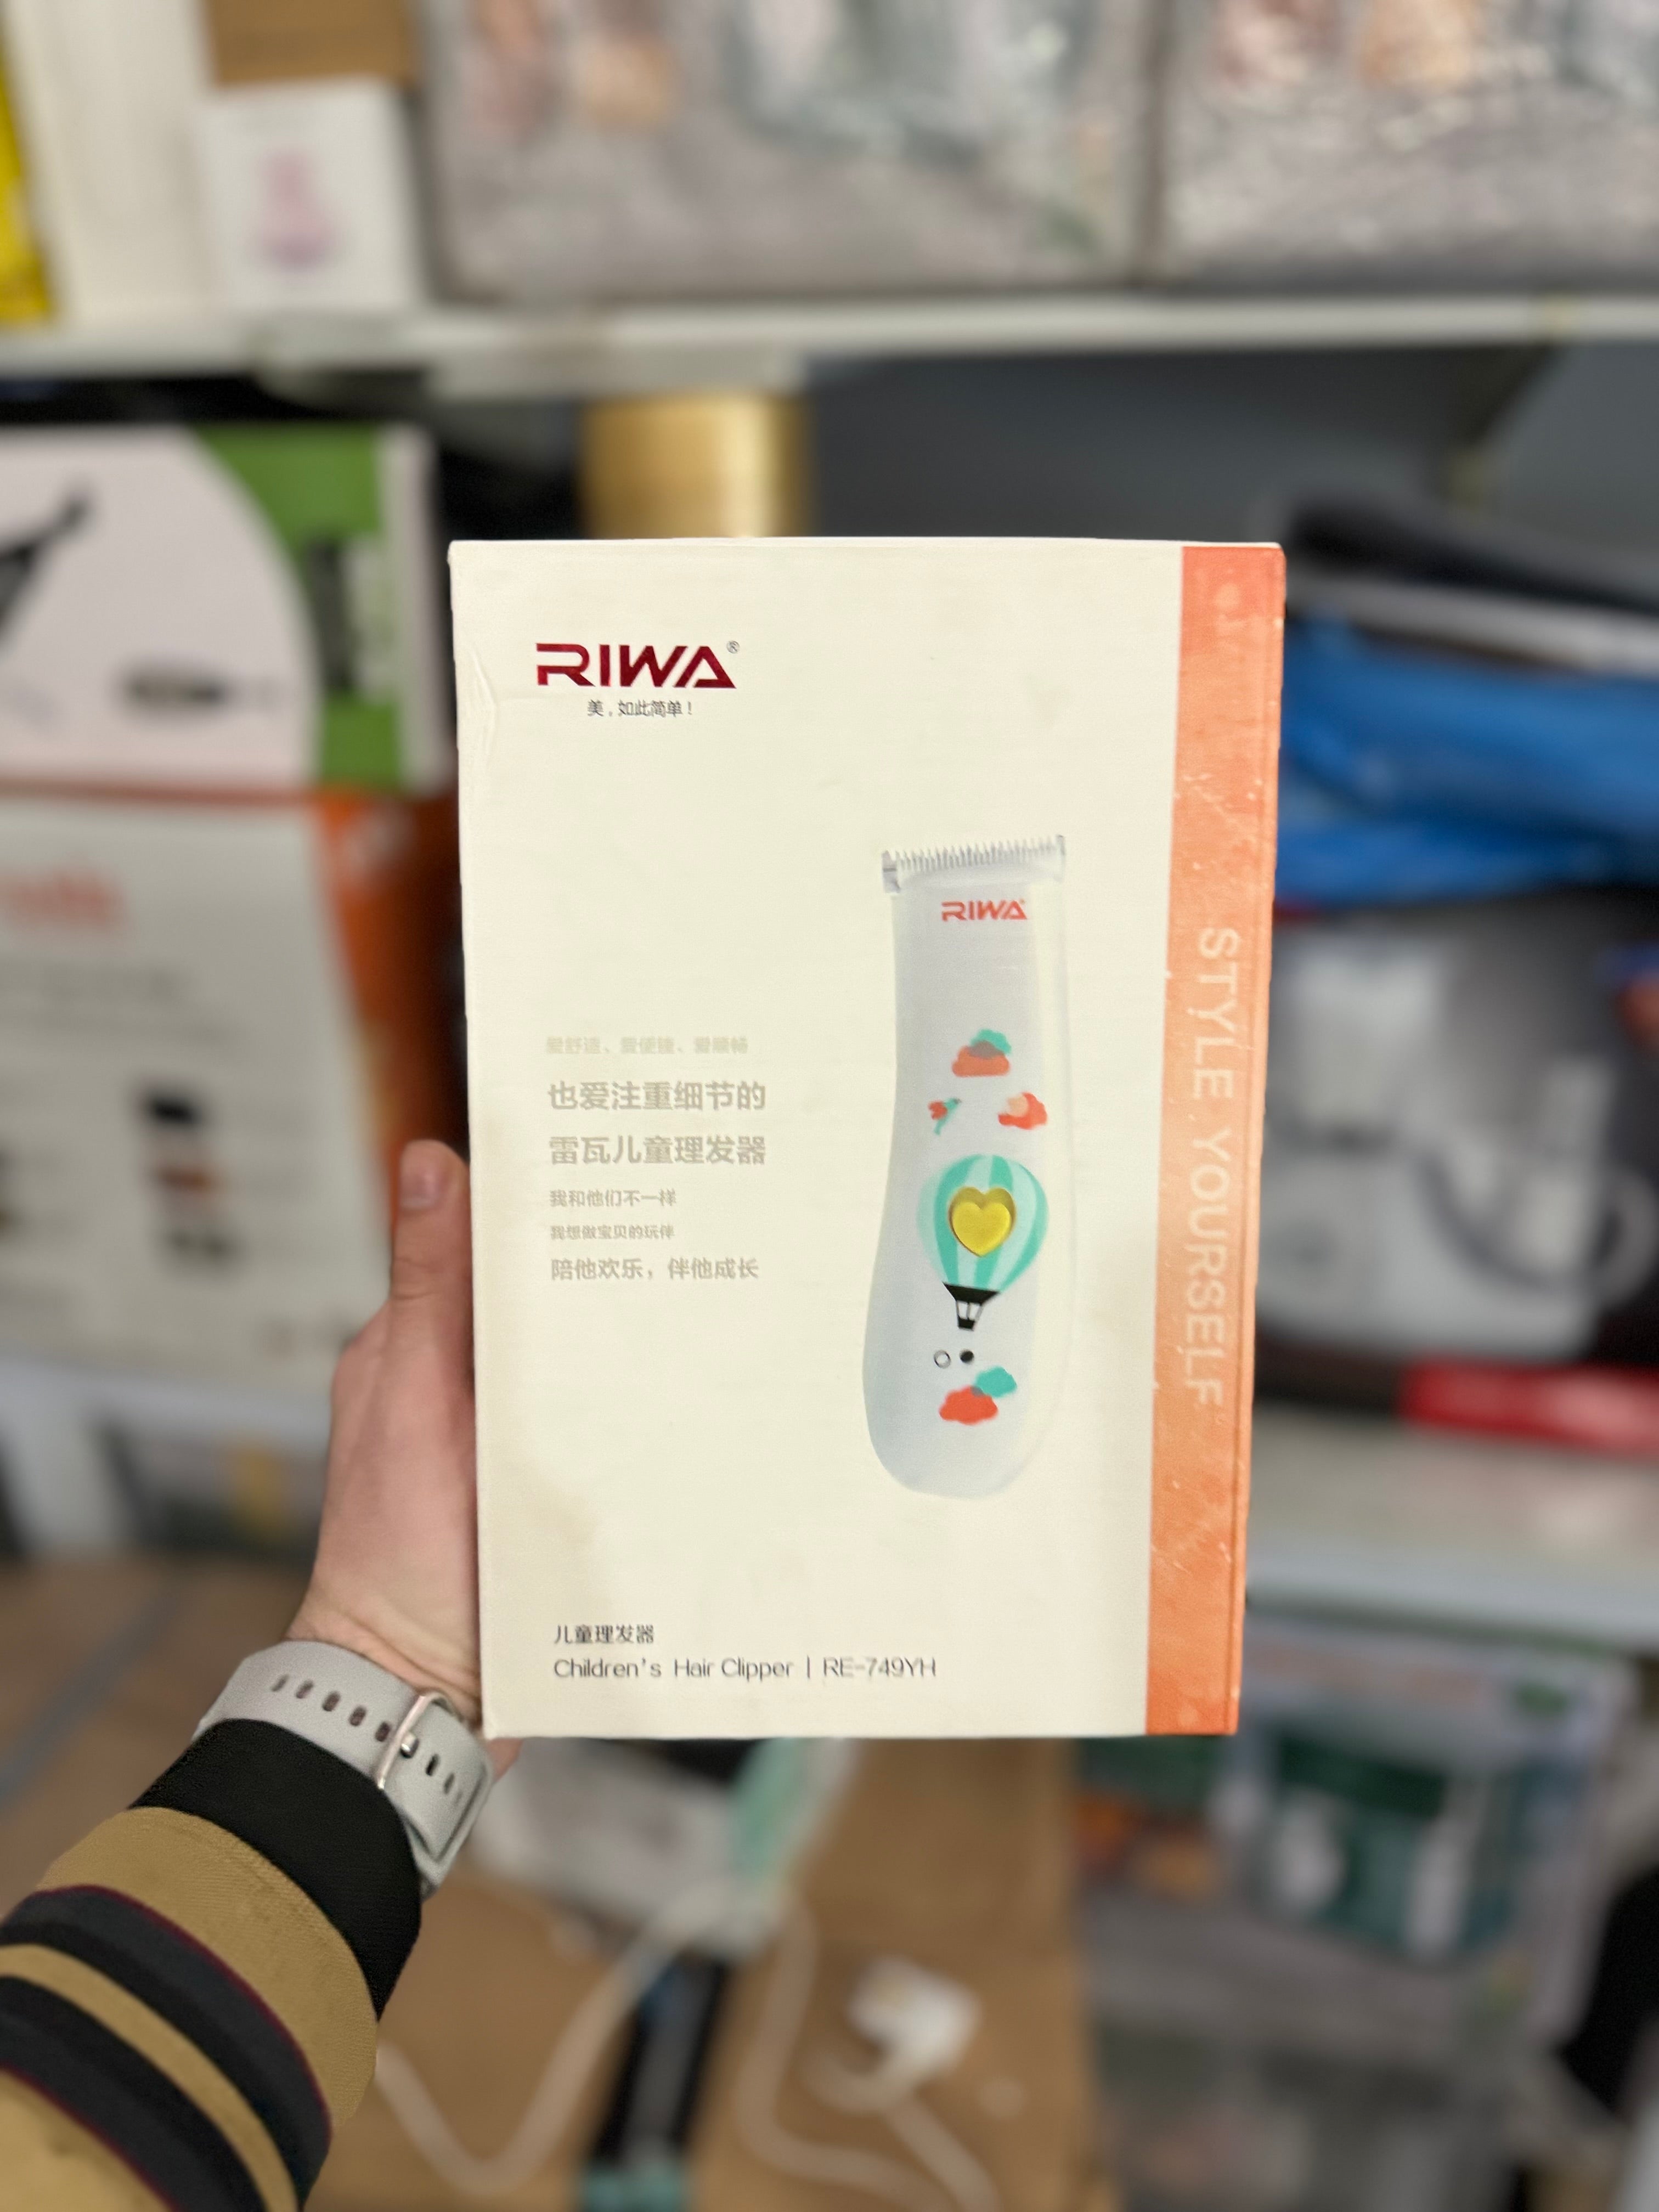 RIWA®
美，如此简单！
RIWA
爱舒适、爱便捷、爱顺畅
也爱注重细节的
雷瓦儿童理发器
我和他们不一样
我想做宝贝的玩伴
陪他欢乐，伴他成长
STYLE YOURSELF
儿童理发器
Children's Hair Clipper | RE-749YH